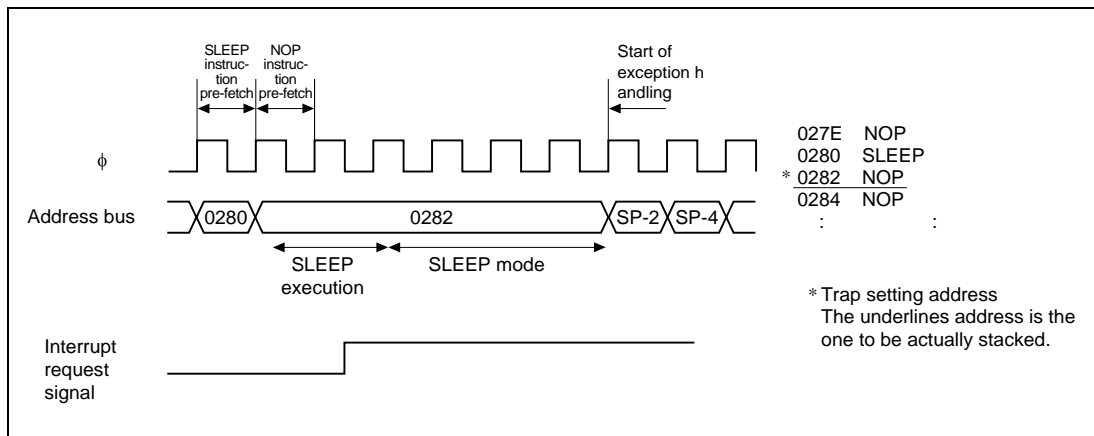 SLEEP
instruc-
tion
pre-fetch
NOP
instruc-
tion
pre-fetch
Start of
exception h
andling
ϕ
Address bus
0280
0282
SP-2
SP-4
SLEEP
execution
SLEEP mode
Interrupt
request
signal
027E NOP
0280 SLEEP
* 0282 NOP
0284 NOP
: :
* Trap setting address
The underlines address is the
one to be actually stacked.